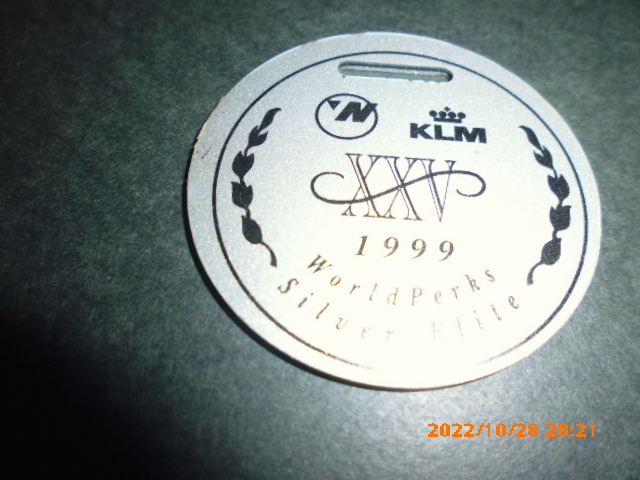 N
KLM
XXV
1999
WorldPerks
Silver Elite
2022/10/28 20:21